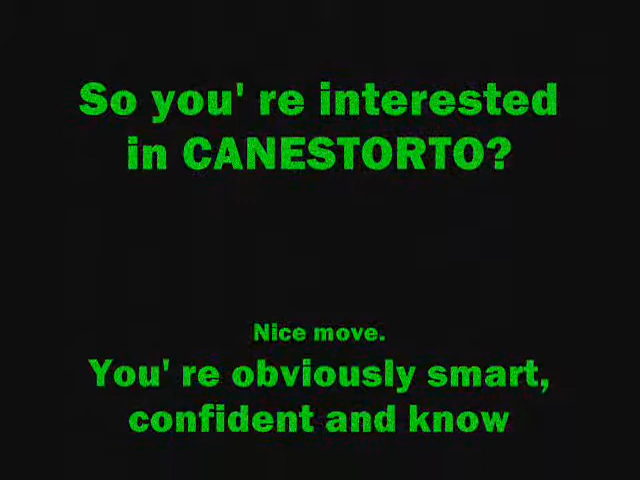 So you' re interested
in CANESTORTO?
Nice move.
You' re obviously smart,
confident and know